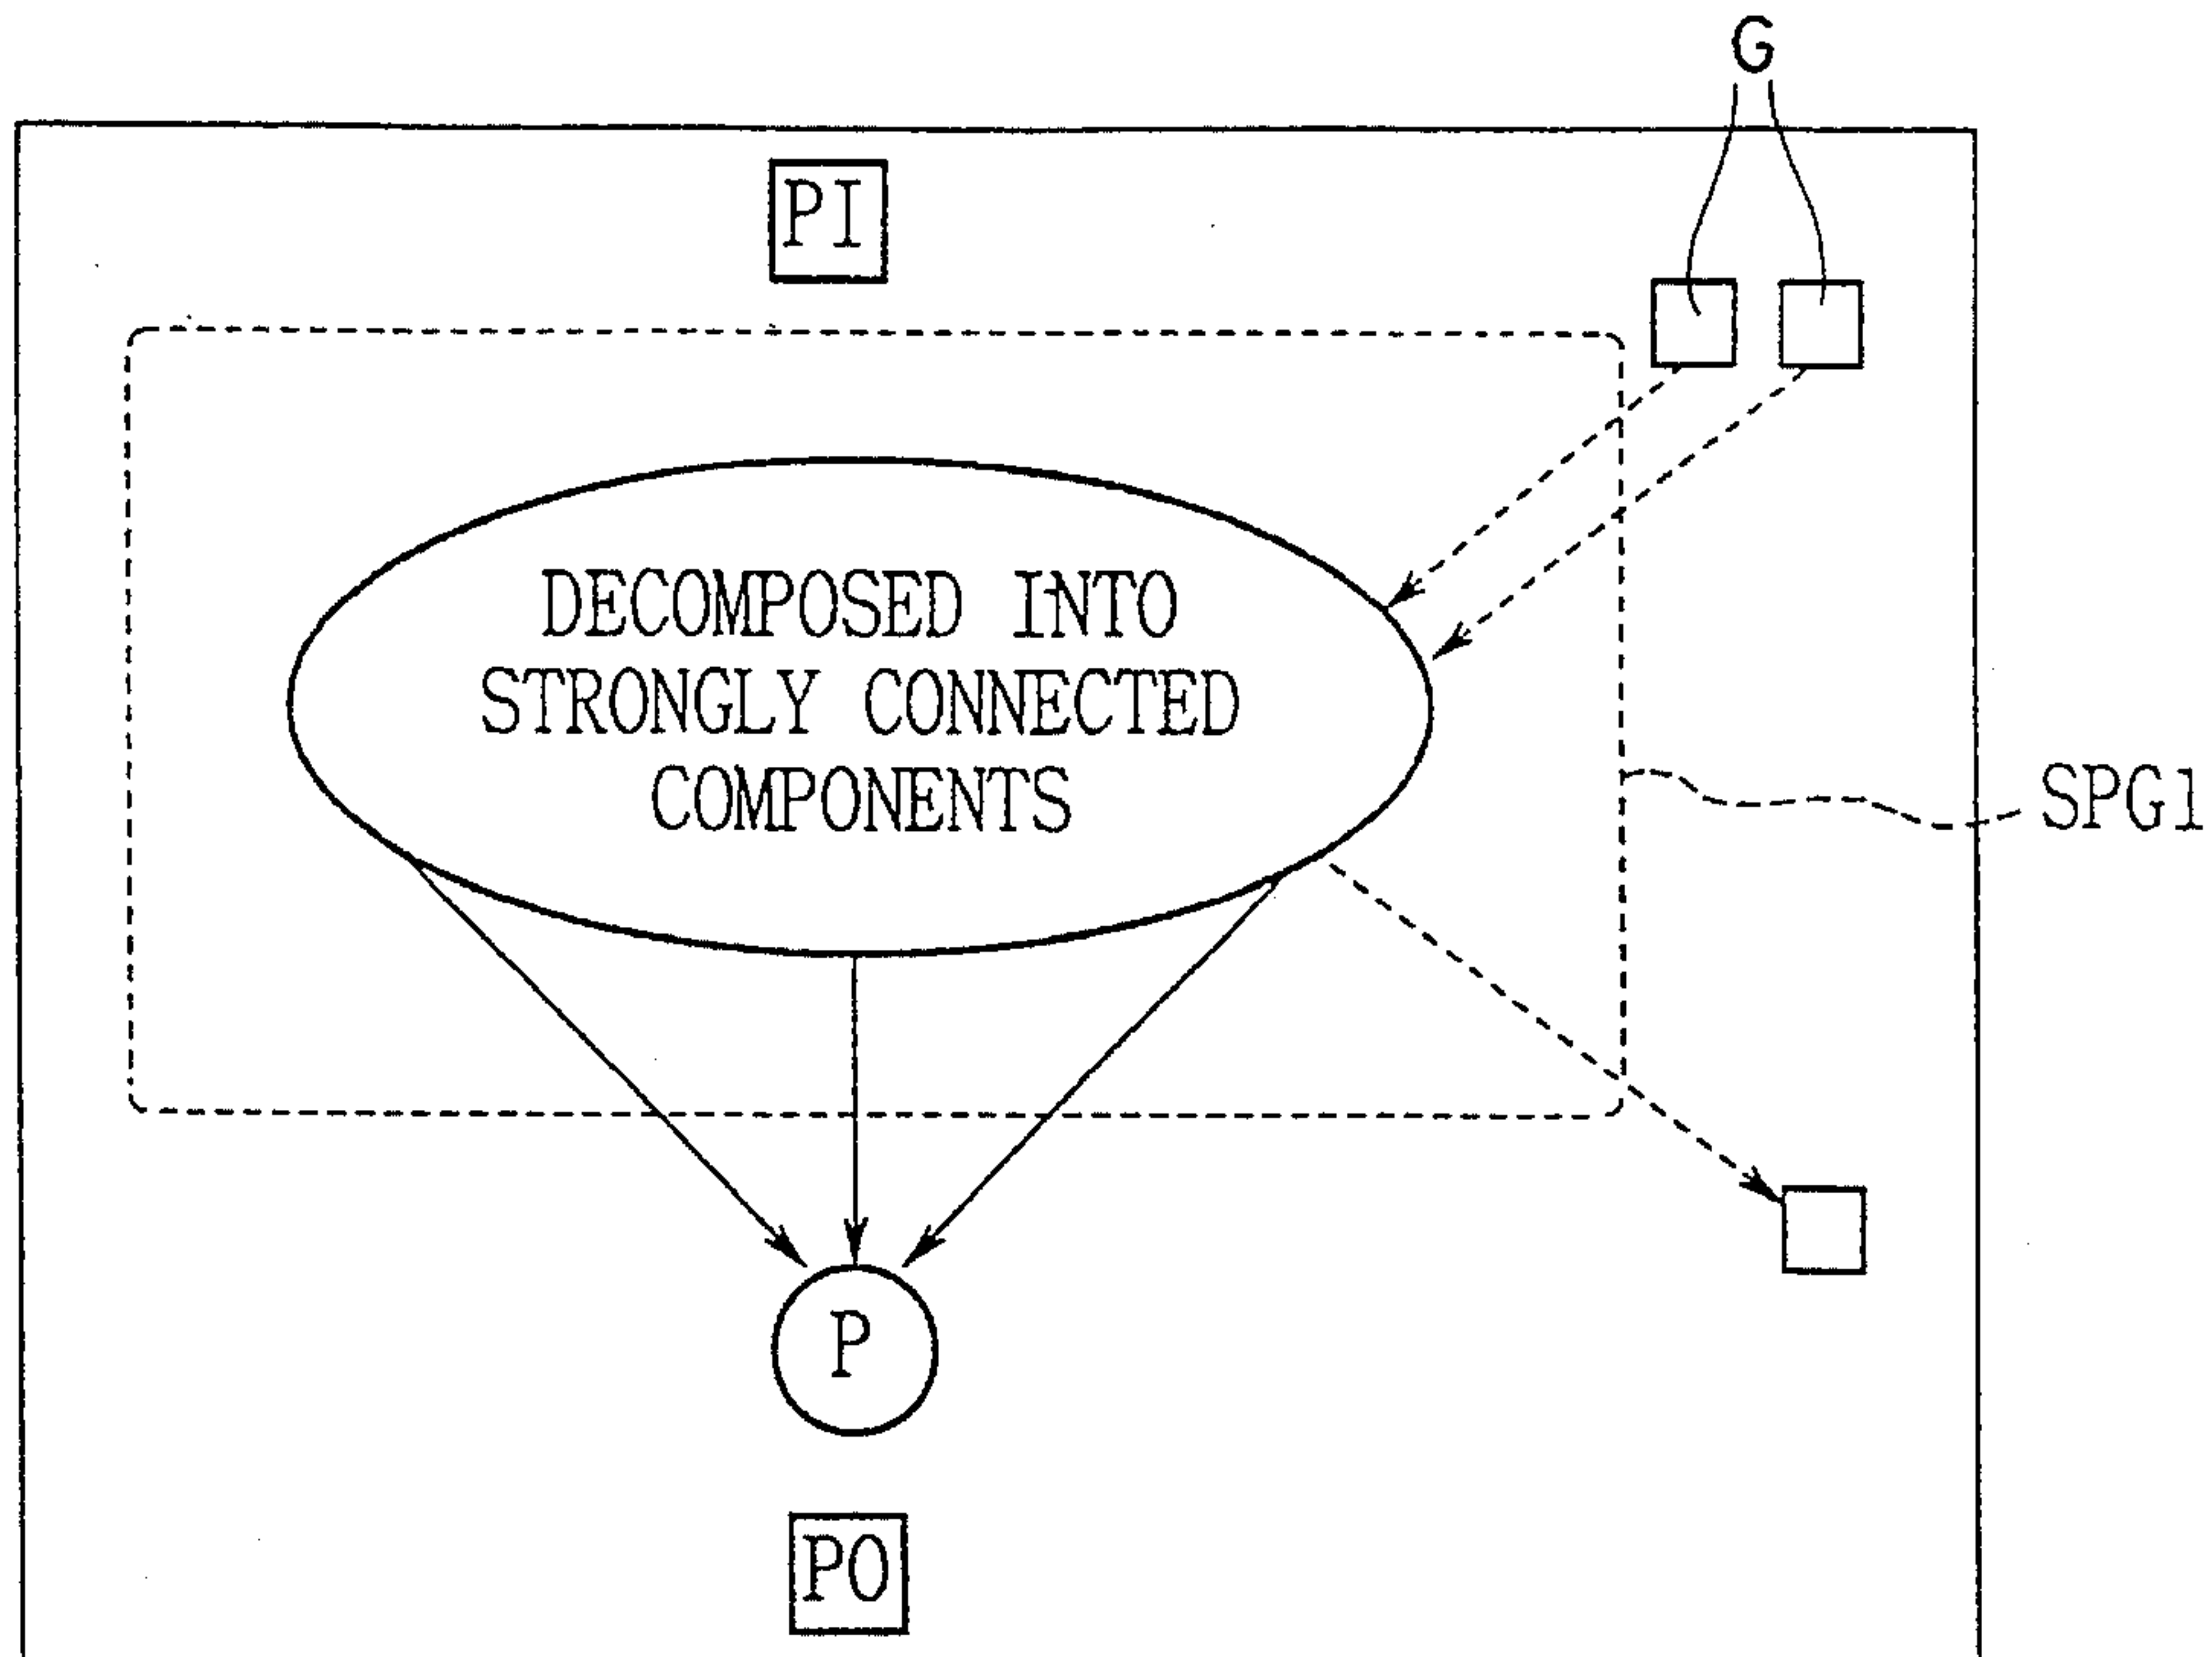 G
PI
DECOMPOSED INTO
STRONGLY CONNECTED
COMPONENTS
SPG1
P
PO